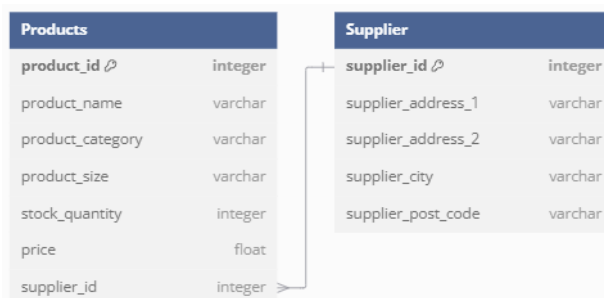 Products
product_id integer
product_name varchar
product_category varchar
product_size varchar
stock_quantity integer
price float
supplier_id integer
Supplier
supplier_id integer
supplier_address_1 varchar
supplier_address_2 varchar
supplier_city varchar
supplier_post_code varchar